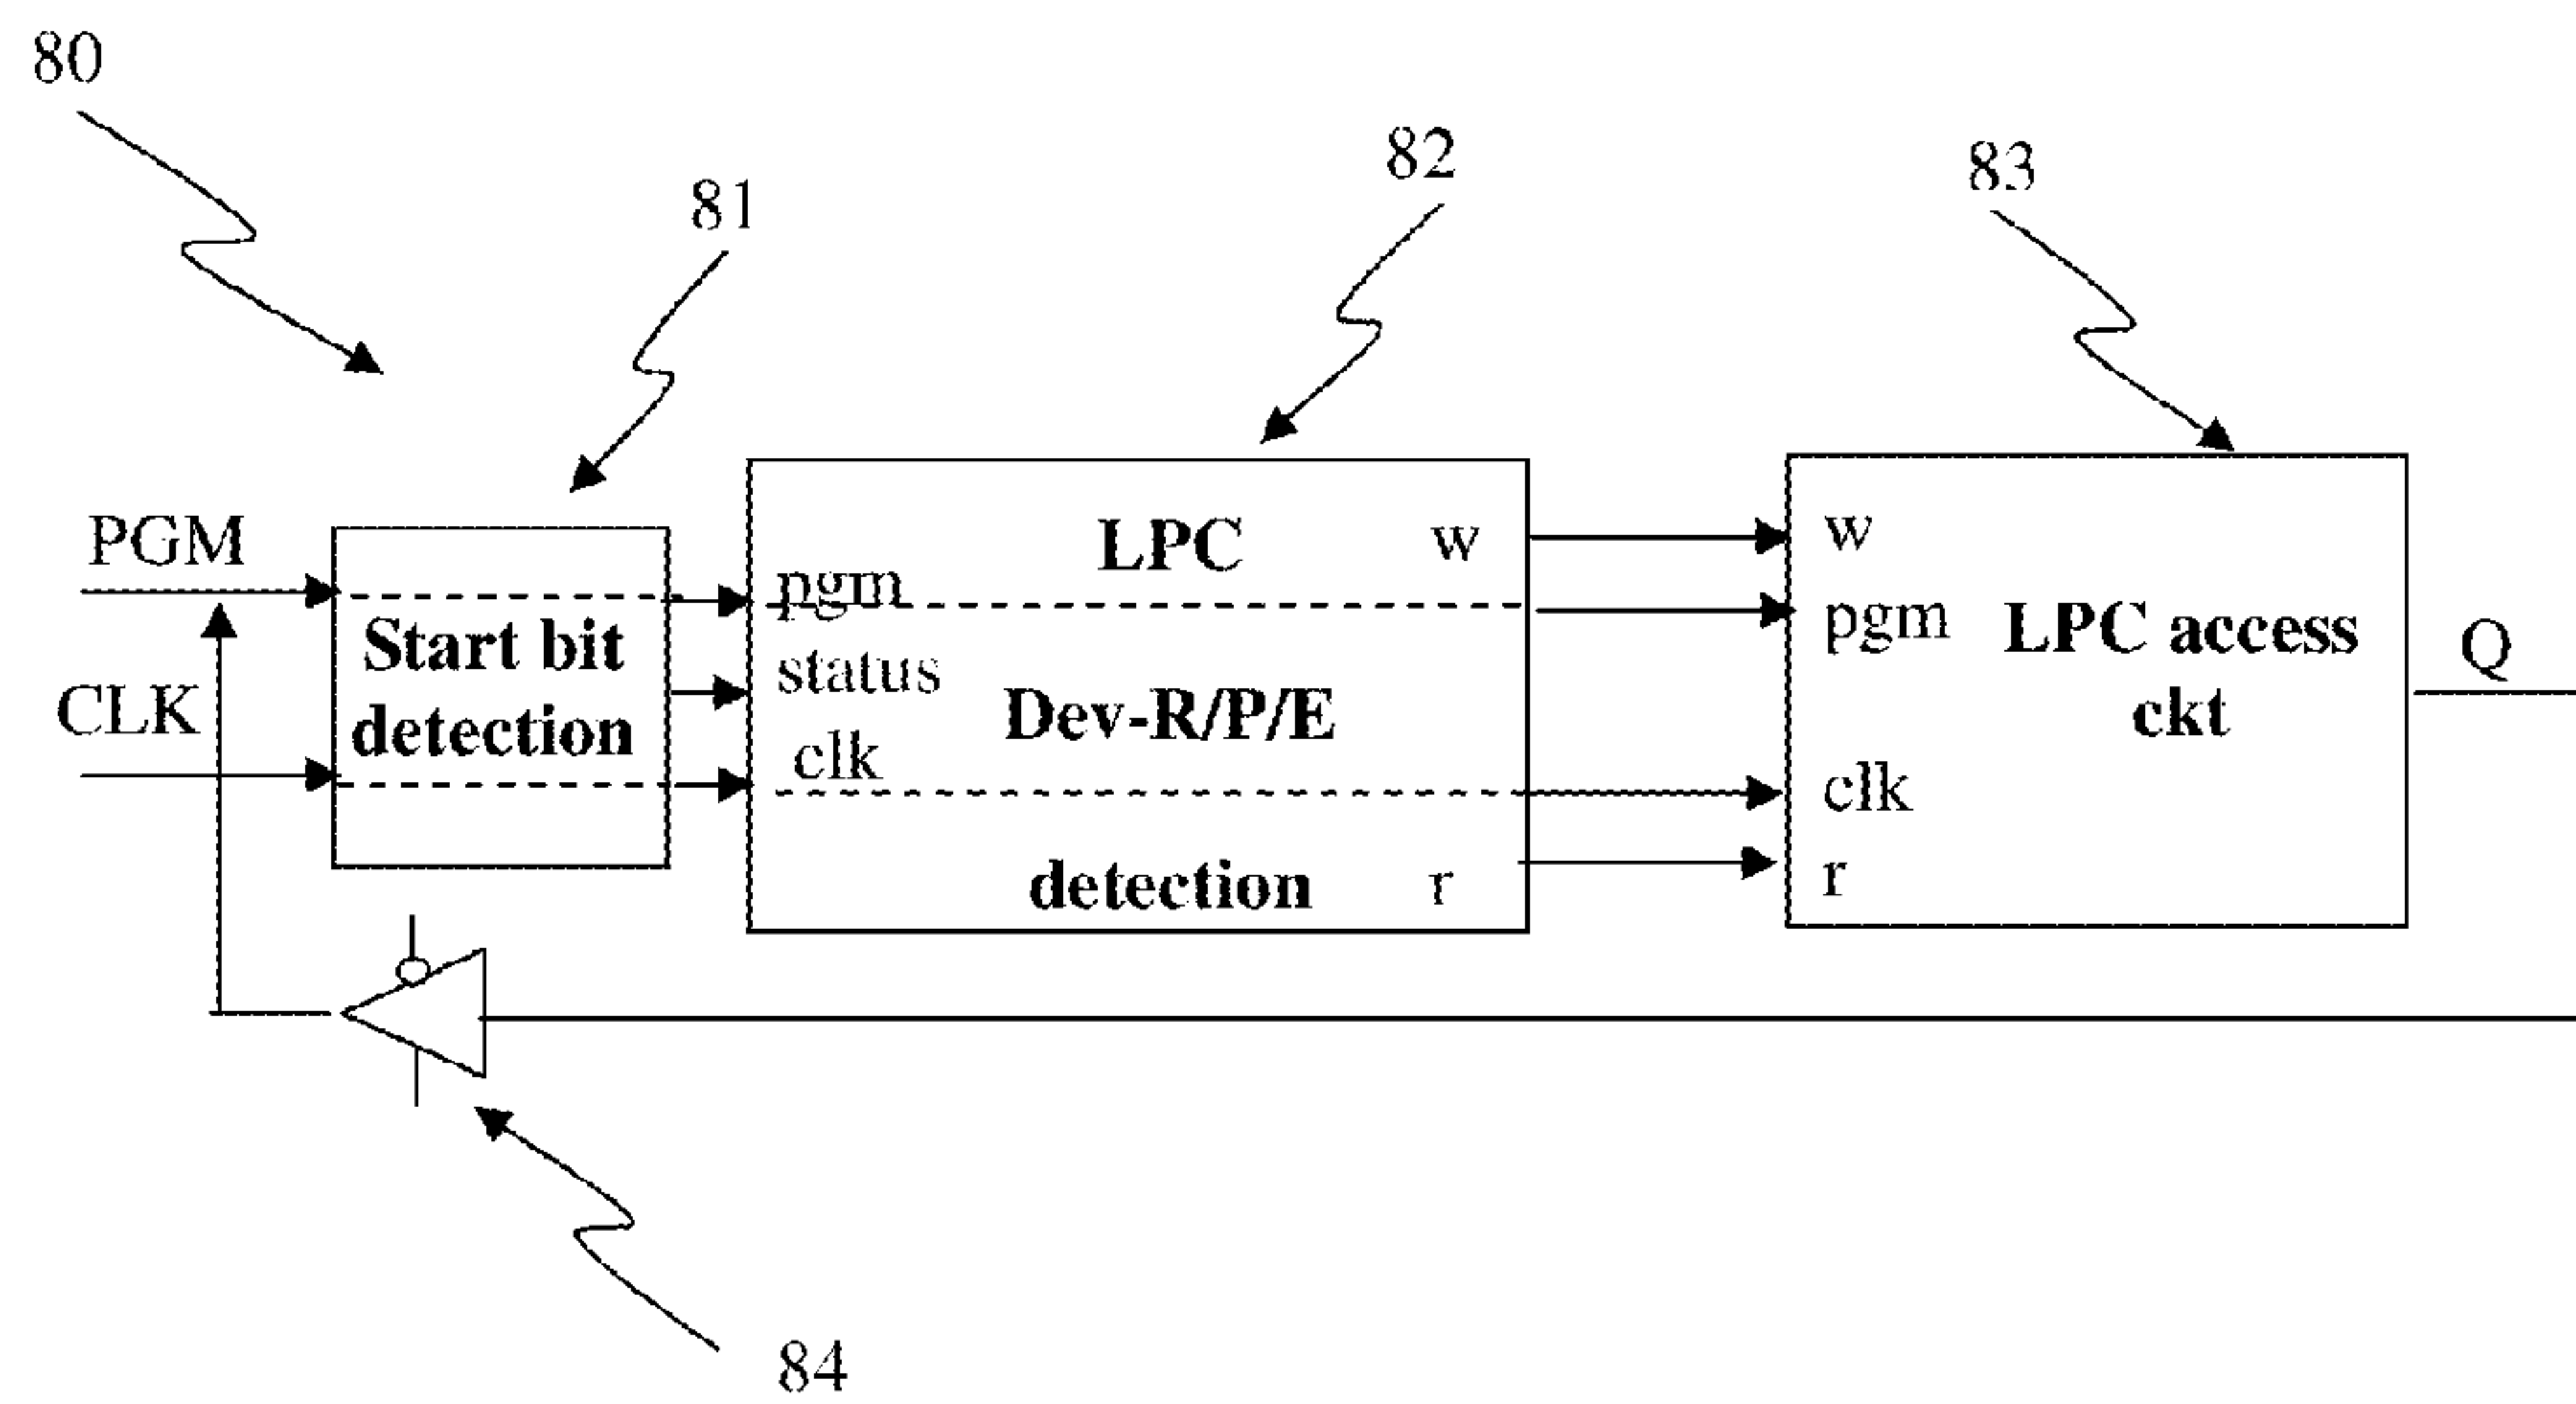 80
81
82
83
PGM
CLK
Start bit
detection
pgm
status
clk
LPC
Dev-R/P/E
detection
w
r
w
pgm
clk
r
LPC access
ckt
Q
84